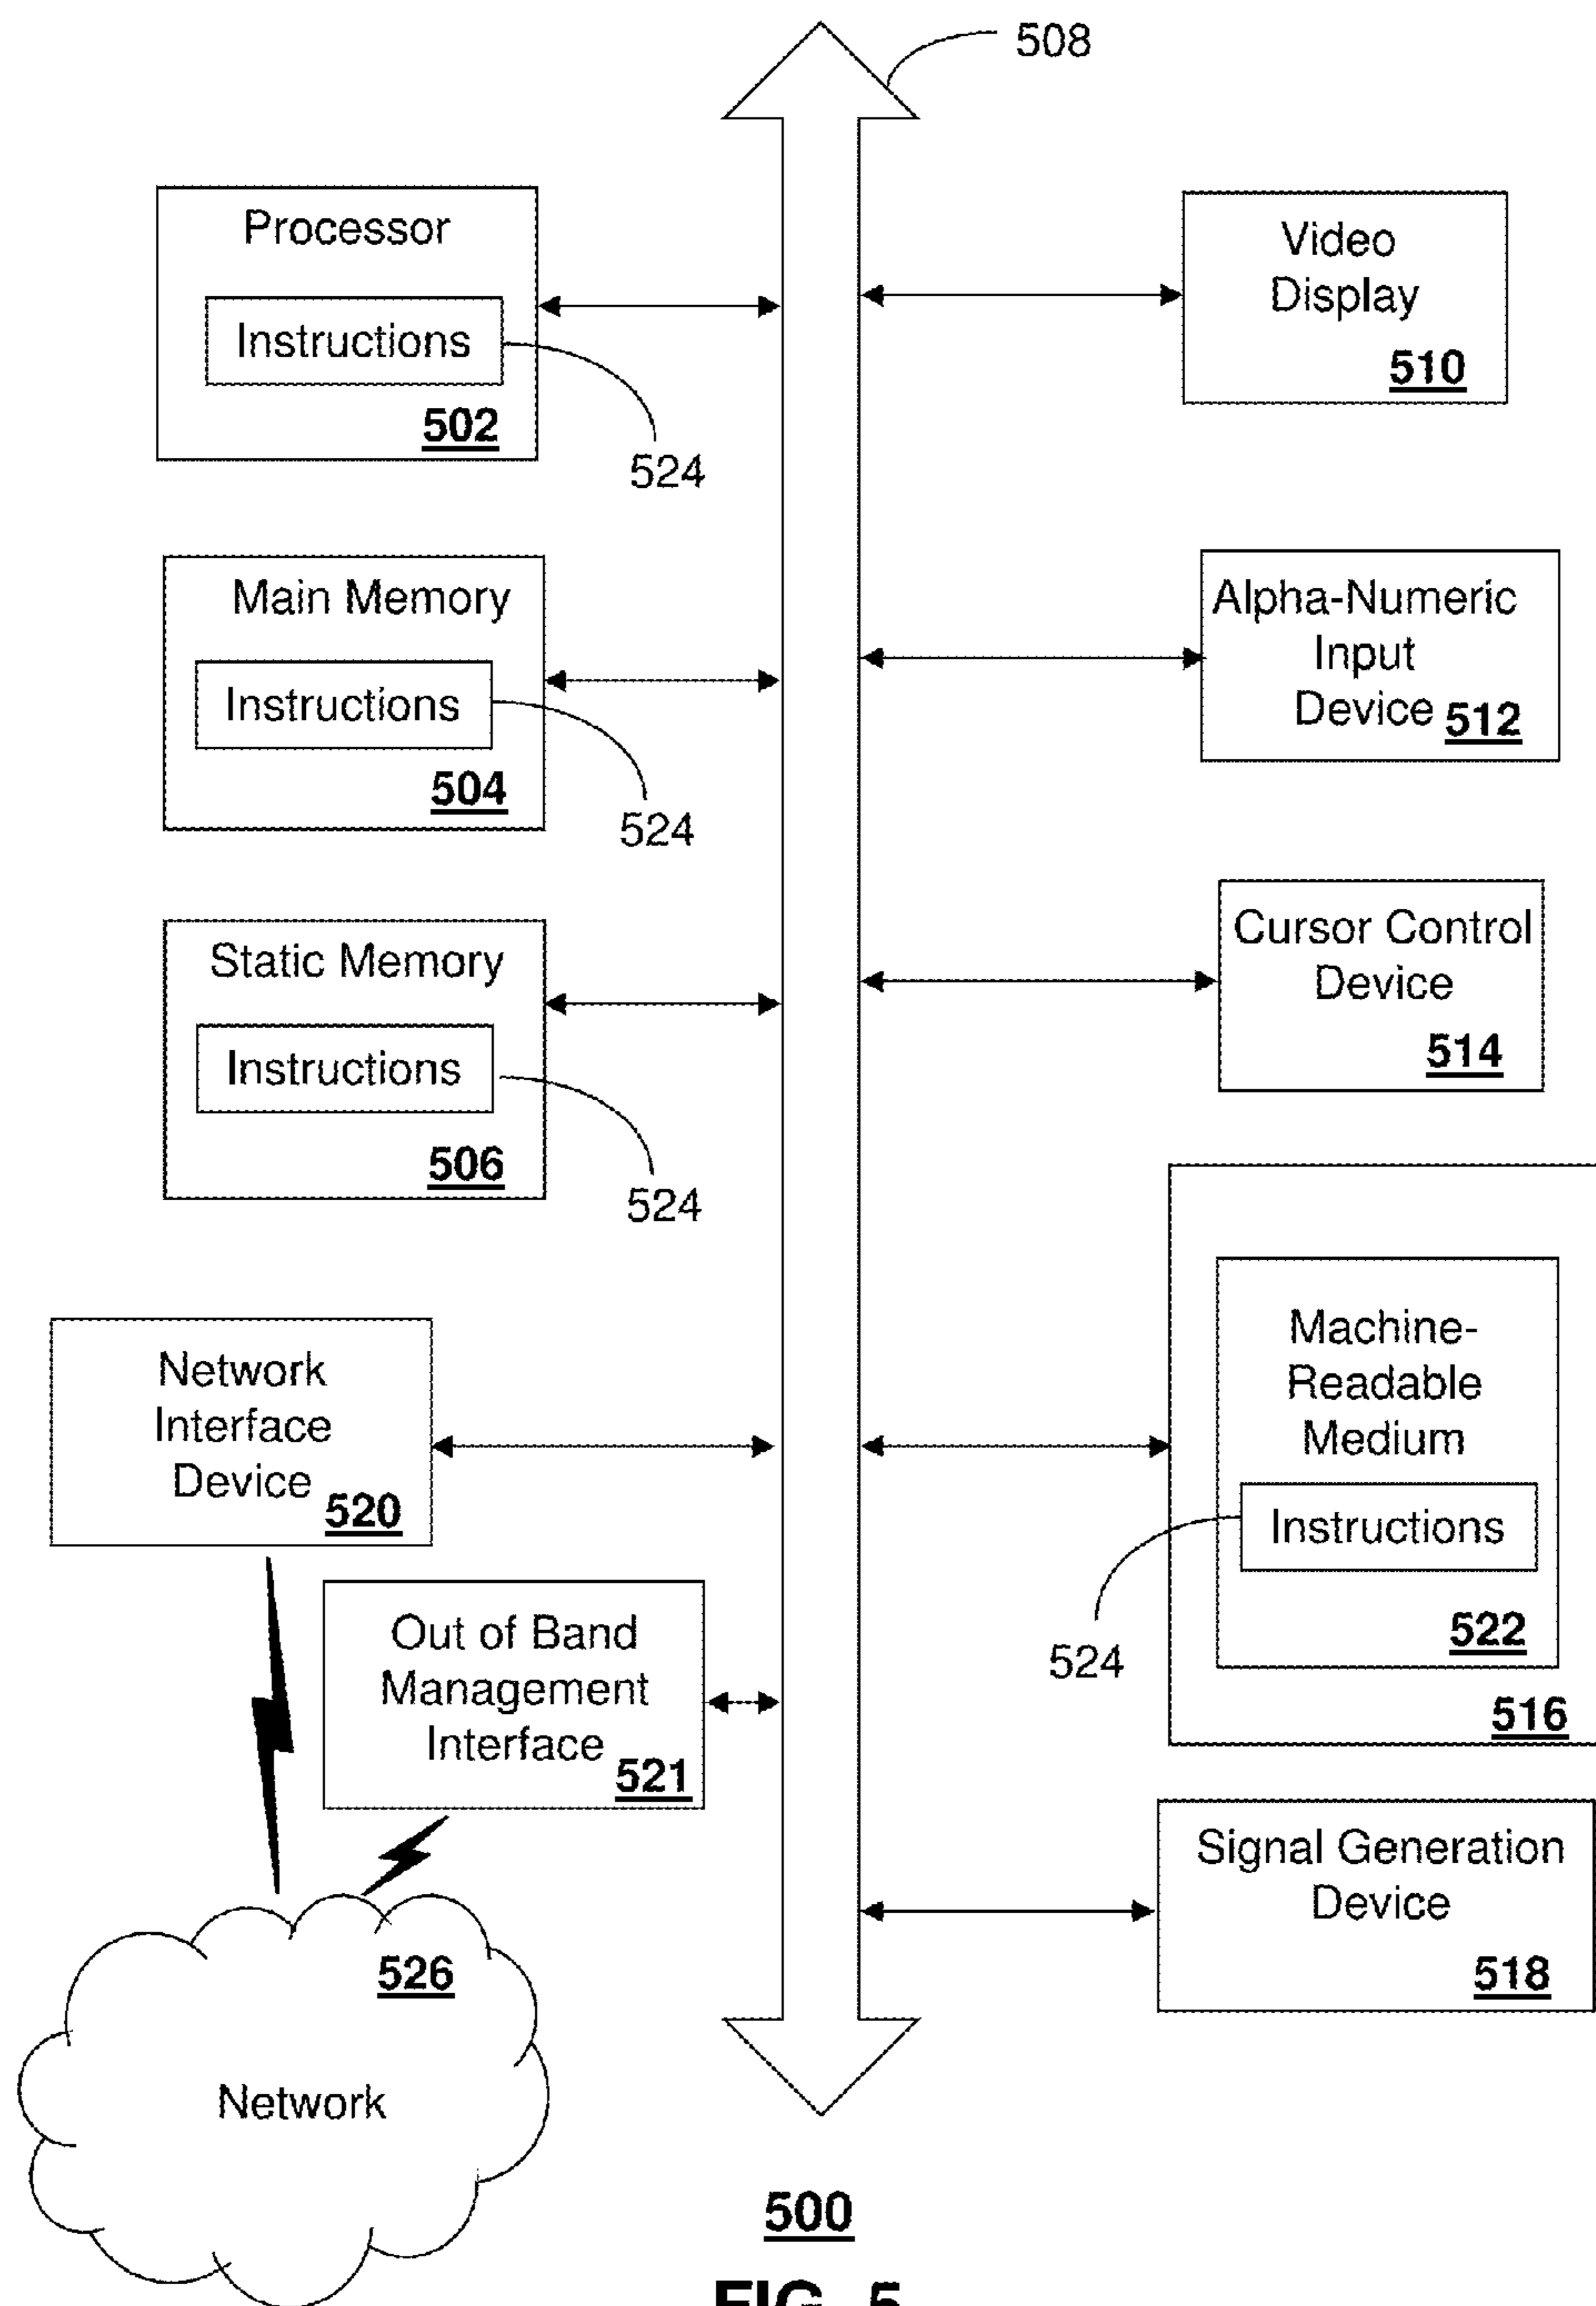 508
Processor
Instructions
502
524
Main Memory
Instructions
504
524
Static Memory
Instructions
506
524
Network
Interface
Device
520
Out of Band
Management
Interface
521
526
Network
Video
Display
510
Alpha-Numeric
Input
Device 512
Cursor Control
Device
514
Machine-
Readable
Medium
Instructions
522
524
516
Signal Generation
Device
518
500
FIG. 5